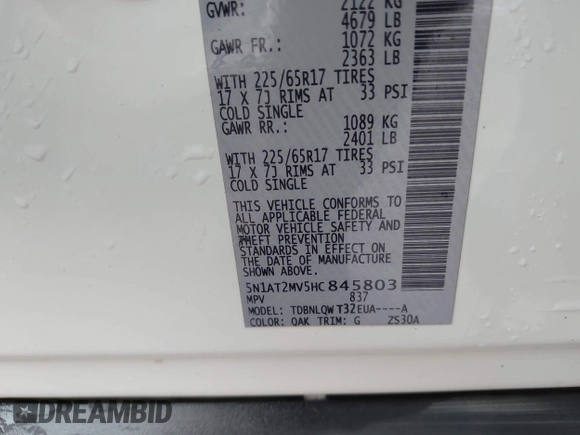 GVWR: 2122 KG
4679 LB
GAWR FR.: 1072 KG
2363 LB
WITH 225/65R17 TIRES
17 X 7J RIMS AT 33 PSI
COLD SINGLE
GAWR RR.: 1089 KG
2401 LB
WITH 225/65R17 TIRES
17 X 7J RIMS AT 33 PSI
COLD SINGLE
THIS VEHICLE CONFORMS TO
ALL APPLICABLE FEDERAL
MOTOR VEHICLE SAFETY AND
THEFT PREVENTION
STANDARDS IN EFFECT ON
THE DATE OF MANUFACTURE
SHOWN ABOVE.
5N1AT2MV5HC845803
MPV 837
MODEL: TDBNLQW T32EUA----A
COLOR: QAK TRIM: G ZS30A
DREAMBID